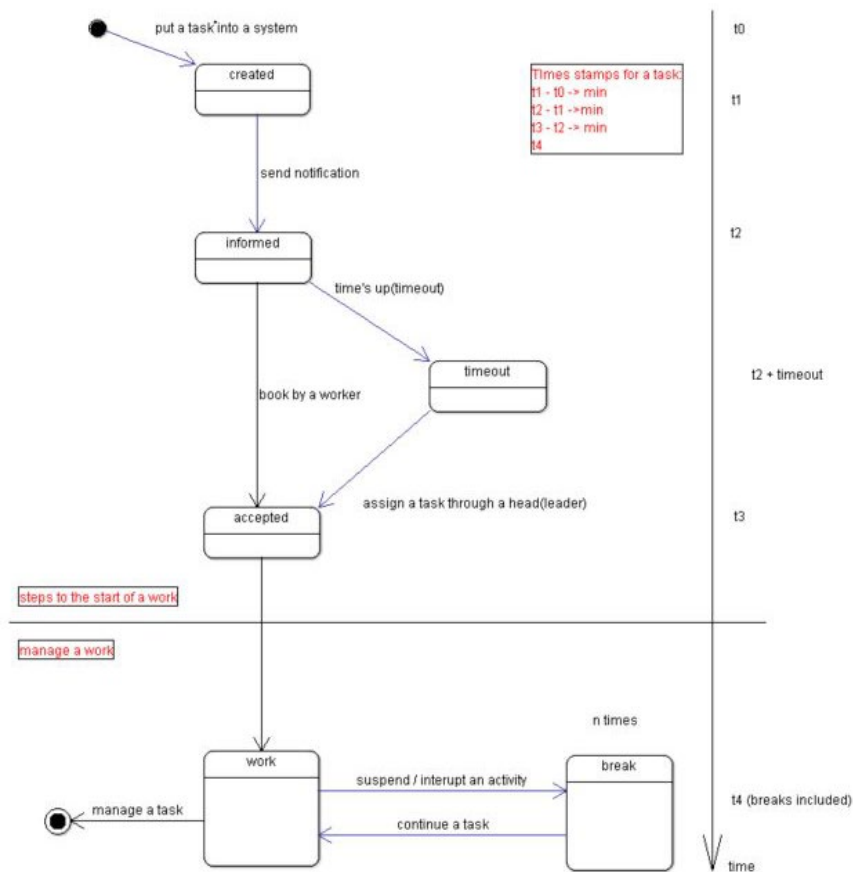 put a task into a system
t0
created
TImes stamps for a task:
t1 - t0 -> min
t2 - t1 ->min
t3 - t2 -> min
t4
t1
send notification
informed
t2
time's up(timeout)
timeout
t2 + timeout
book by a worker
assign a task through a head(leader)
accepted
t3
steps to the start of a work
manage a work
n times
work
break
suspend / interupt an activity
manage a task
continue a task
t4 (breaks included)
time